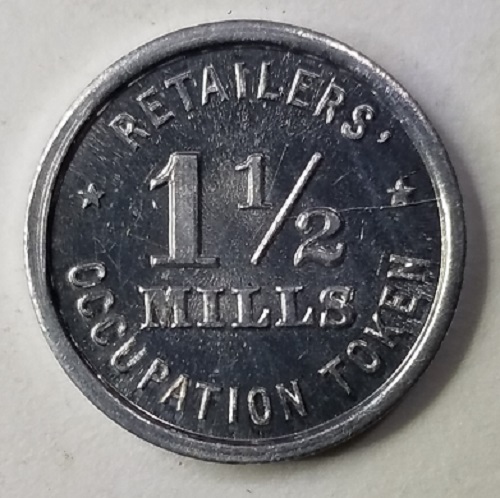 RETAILERS'
1 1/2
MILLS
OCCUPATION TOKEN